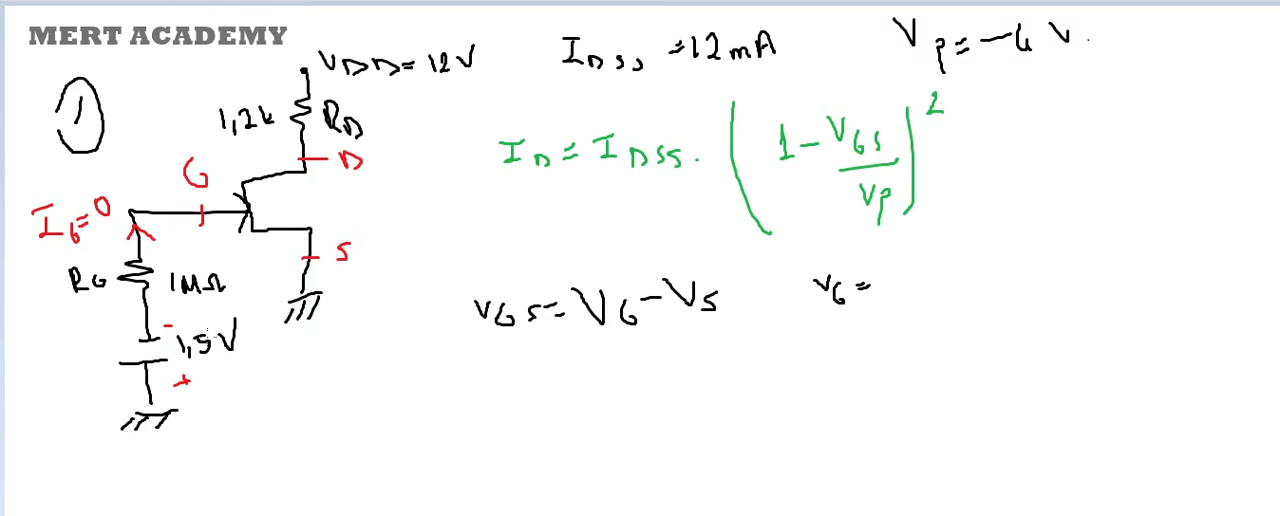 MERT ACADEMY
1
VDD=12V
IDSS=12mA
Vp=-4V
1,2k
RD
D
G
ID=IDSS.(1-VGS/Vp)²
IG=0
S
RG
1MΩ
VGS=VG-VS
VG=
-
1,5V
+